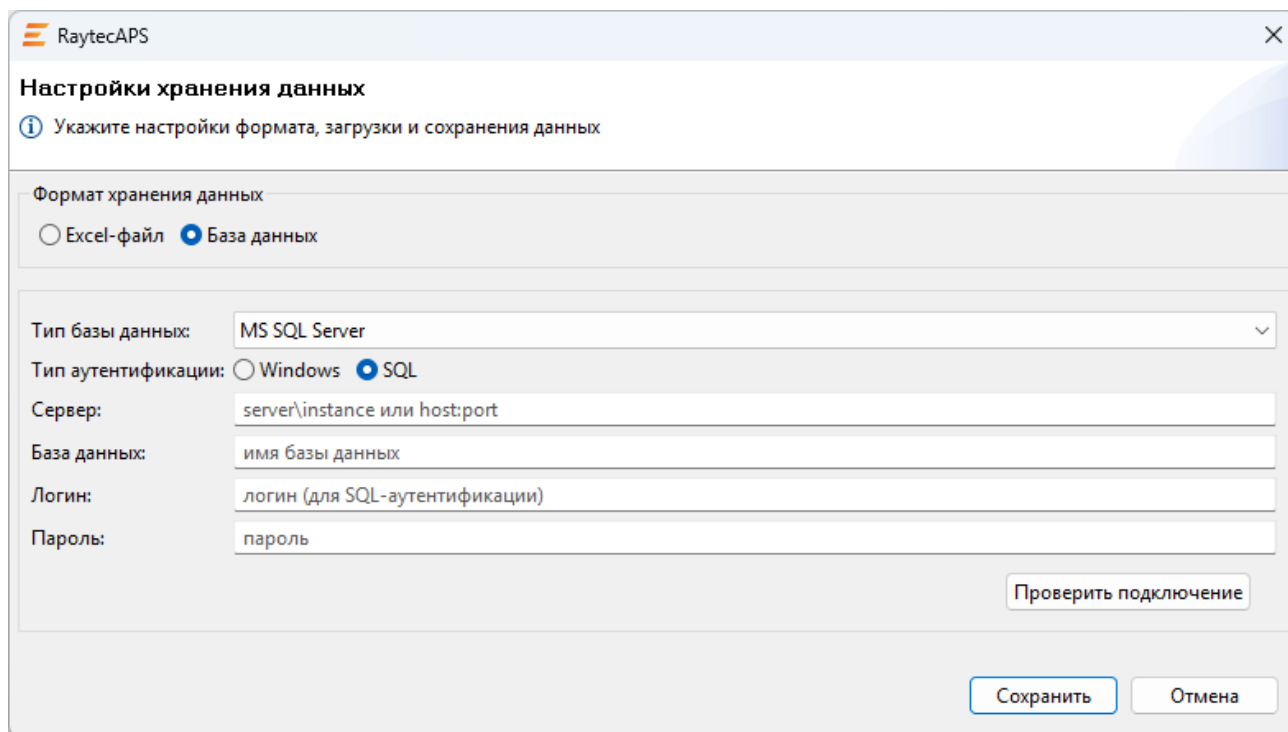 RaytecAPS
Настройки хранения данных
Укажите настройки формата, загрузки и сохранения данных
Формат хранения данных
Excel-файл База данных
Тип базы данных: MS SQL Server
Тип аутентификации: Windows SQL
Сервер: server\instance или host:port
База данных: имя базы данных
Логин: логин (для SQL-аутентификации)
Пароль: пароль
Проверить подключение
Сохранить Отмена